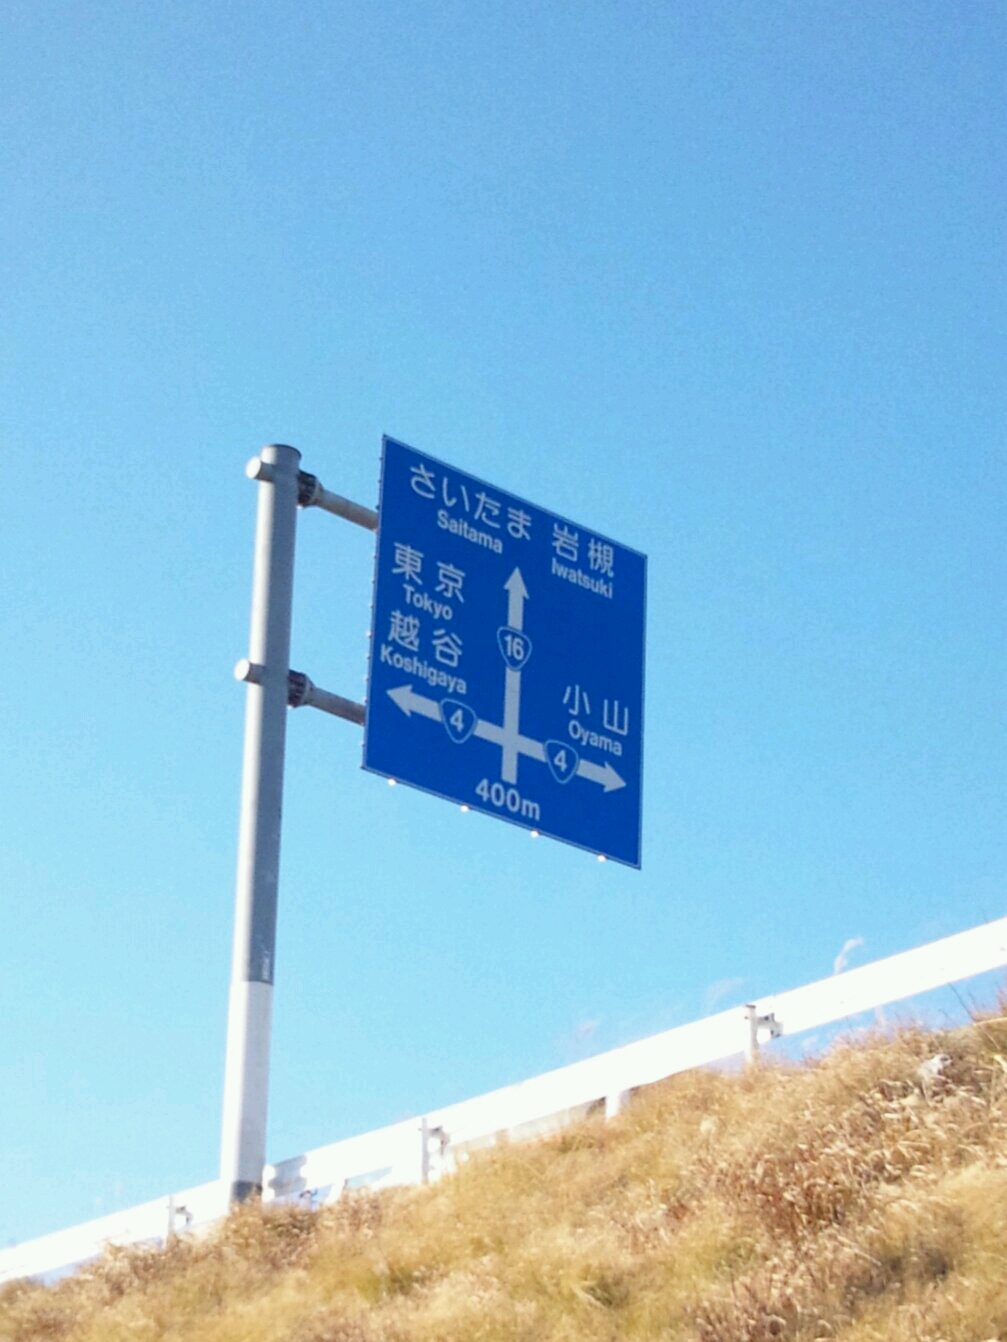 さいたま 岩槻
Saitama Iwatsuki
東京
Tokyo
越谷
Koshigaya
16
小山
Oyama
4
4
400m